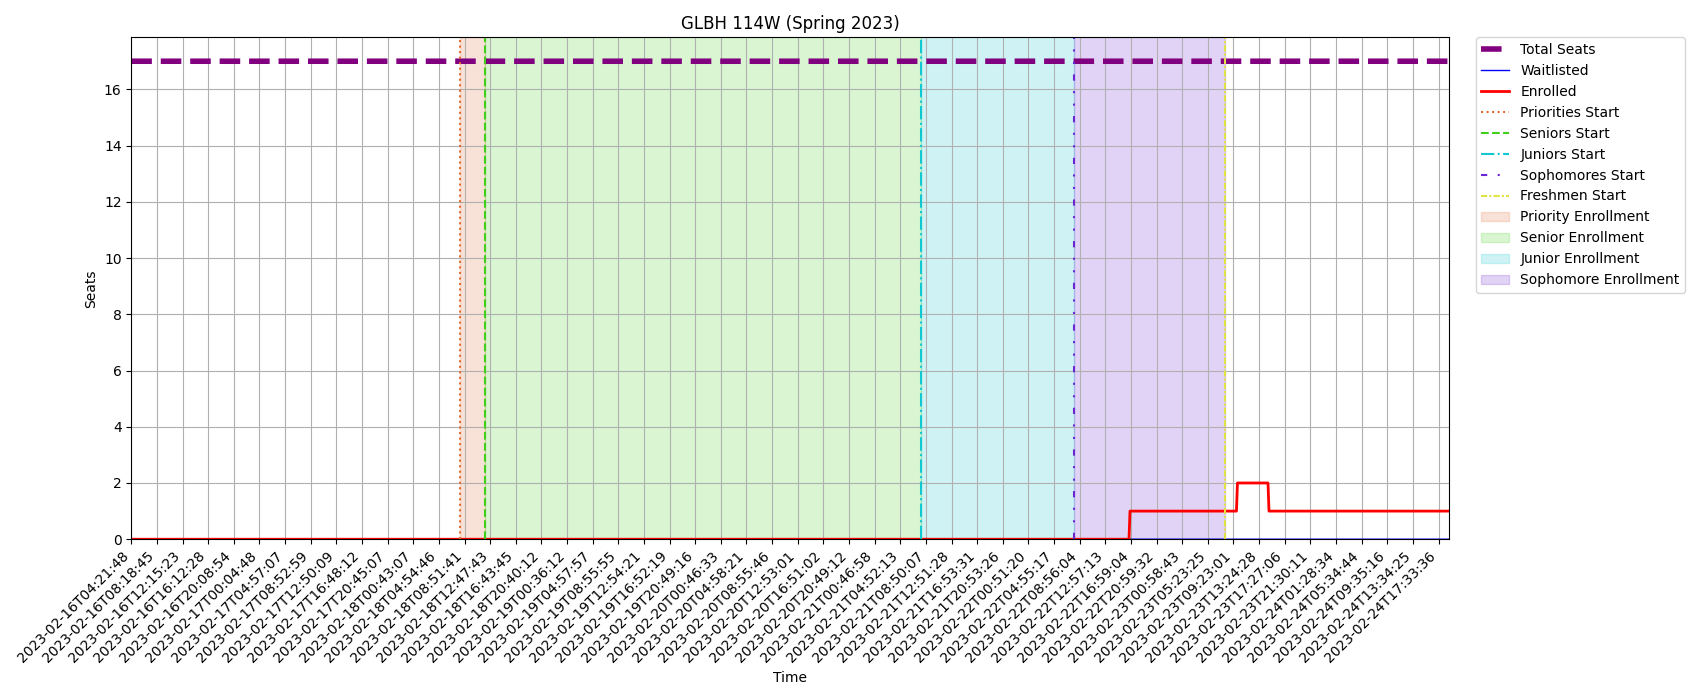 GLBH 114W (Spring 2023)
Seats
16
14
12
10
8
6
4
2
0
2023-02-16T04:21:48
2023-02-16T08:18:45
2023-02-16T12:15:23
2023-02-16T16:12:28
2023-02-16T20:08:54
2023-02-17T00:04:48
2023-02-17T04:57:07
2023-02-17T08:52:59
2023-02-17T12:50:09
2023-02-17T16:48:12
2023-02-17T20:45:07
2023-02-18T00:43:07
2023-02-18T04:54:46
2023-02-18T08:51:41
2023-02-18T12:47:43
2023-02-18T16:43:45
2023-02-18T20:40:12
2023-02-19T00:36:12
2023-02-19T04:57:57
2023-02-19T08:55:55
2023-02-19T12:54:21
2023-02-19T16:52:19
2023-02-19T20:49:16
2023-02-20T00:46:33
2023-02-20T04:58:21
2023-02-20T08:55:46
2023-02-20T12:53:01
2023-02-20T16:51:02
2023-02-20T20:49:12
2023-02-21T00:46:58
2023-02-21T04:52:13
2023-02-21T08:50:07
2023-02-21T12:51:28
2023-02-21T16:53:31
2023-02-21T20:53:26
2023-02-22T00:51:20
2023-02-22T04:55:17
2023-02-22T08:56:04
2023-02-22T12:57:13
2023-02-22T16:59:04
2023-02-22T20:59:32
2023-02-23T00:58:43
2023-02-23T05:23:25
2023-02-23T09:23:01
2023-02-23T13:24:28
2023-02-23T17:27:06
2023-02-23T21:30:11
2023-02-24T01:28:34
2023-02-24T05:34:44
2023-02-24T09:35:16
2023-02-24T13:34:25
2023-02-24T17:33:36
Time
Total Seats
Waitlisted
Enrolled
Priorities Start
Seniors Start
Juniors Start
Sophomores Start
Freshmen Start
Priority Enrollment
Senior Enrollment
Junior Enrollment
Sophomore Enrollment